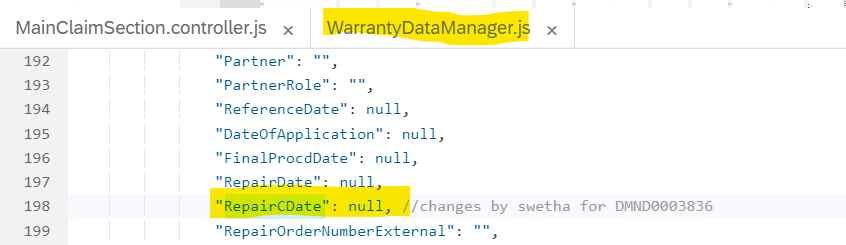 MainClaimSection.controller.js × WarrantyDataManager.js ×
192 "Partner": "",
193 "PartnerRole": "",
194 "ReferenceDate": null,
195 "DateOfApplication": null,
196 "FinalProcdDate": null,
197 "RepairDate": null,
198 "RepairCDate": null, //changes by swetha for DMND0003836
199 "RepairOrderNumberExternal": "",